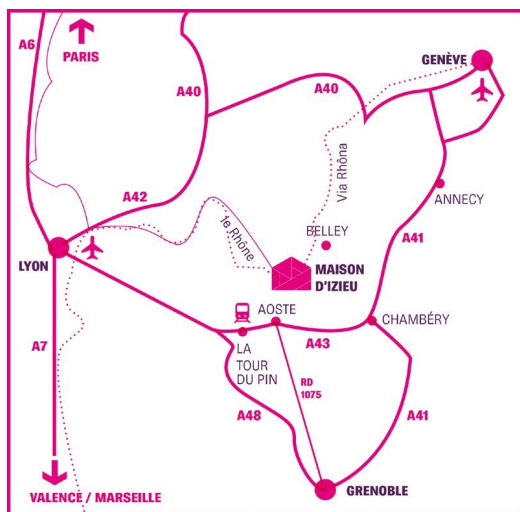 A6
PARIS
GENÈVE
A40
A40
Via Rhôna
A42
ANNECY
le Rhône
BELLEY
A41
LYON
MAISON
D'IZIEU
AOSTE
CHAMBÉRY
A7
LA
TOUR
DU PIN
A43
RD
1075
A48
A41
VALENCE / MARSEILLE
GRENOBLE